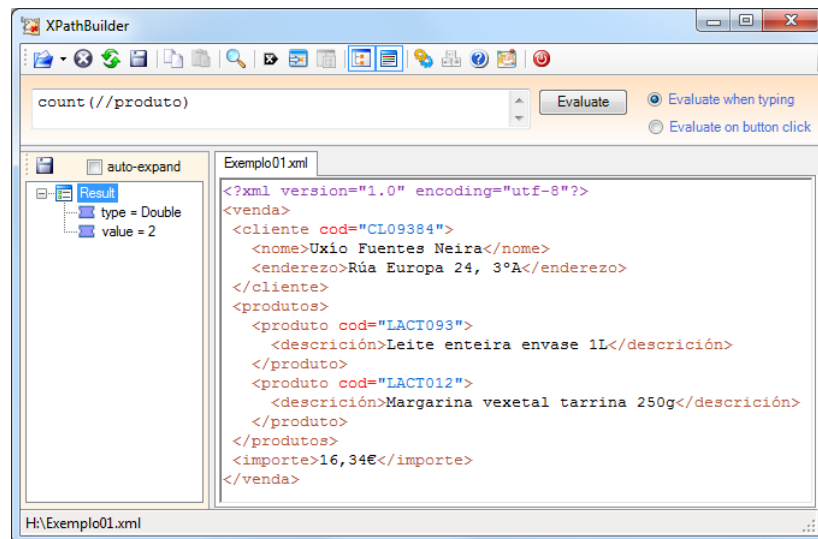 XPathBuilder
count(//produto)
Evaluate
Evaluate when typing
Evaluate on button click
auto-expand
Result
type = Double
value = 2
Exemplo01.xml
<?xml version="1.0" encoding="utf-8"?>
<venda>
<cliente cod="CL09384">
<nome>Uxío Fuentes Neira</nome>
<enderezo>Rúa Europa 24, 3ºA</enderezo>
</cliente>
<produtos>
<produto cod="LACT093">
<descrición>Leite enteira envase 1L</descrición>
</produto>
<produto cod="LACT012">
<descrición>Margarina vexetal tarrina 250g</descrición>
</produto>
</produtos>
<importe>16,34€</importe>
</venda>
H:\Exemplo01.xml